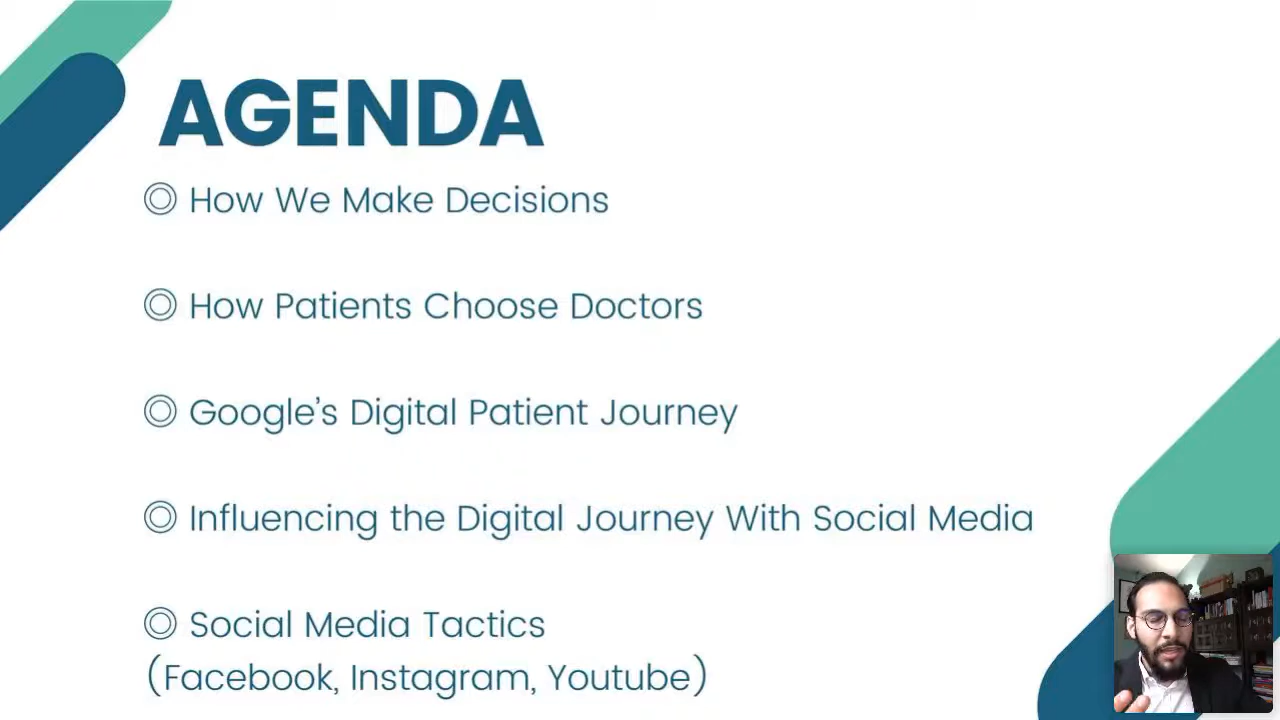 AGENDA
How We Make Decisions
How Patients Choose Doctors
Google’s Digital Patient Journey
Influencing the Digital Journey With Social Media
Social Media Tactics
(Facebook, Instagram, Youtube)